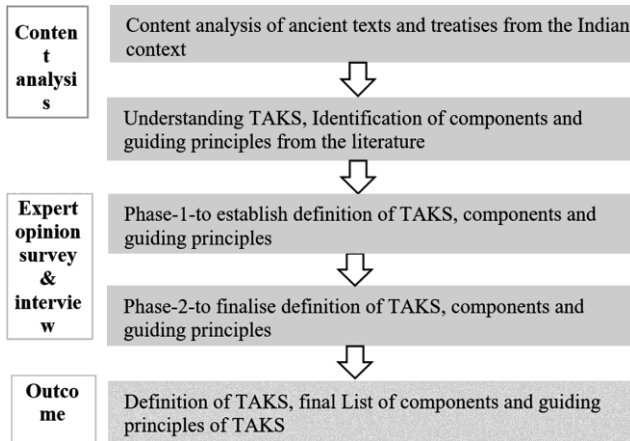 Conten
t
analysi
s
Content analysis of ancient texts and treatises from the Indian
context
Understanding TAKS, Identification of components and
guiding principles from the literature
Expert
opinion
survey
&
interview
w
Phase-1-to establish definition of TAKS, components and
guiding principles
Phase-2-to finalise definition of TAKS, components and
guiding principles
Outco
me
Definition of TAKS, final List of components and guiding
principles of TAKS